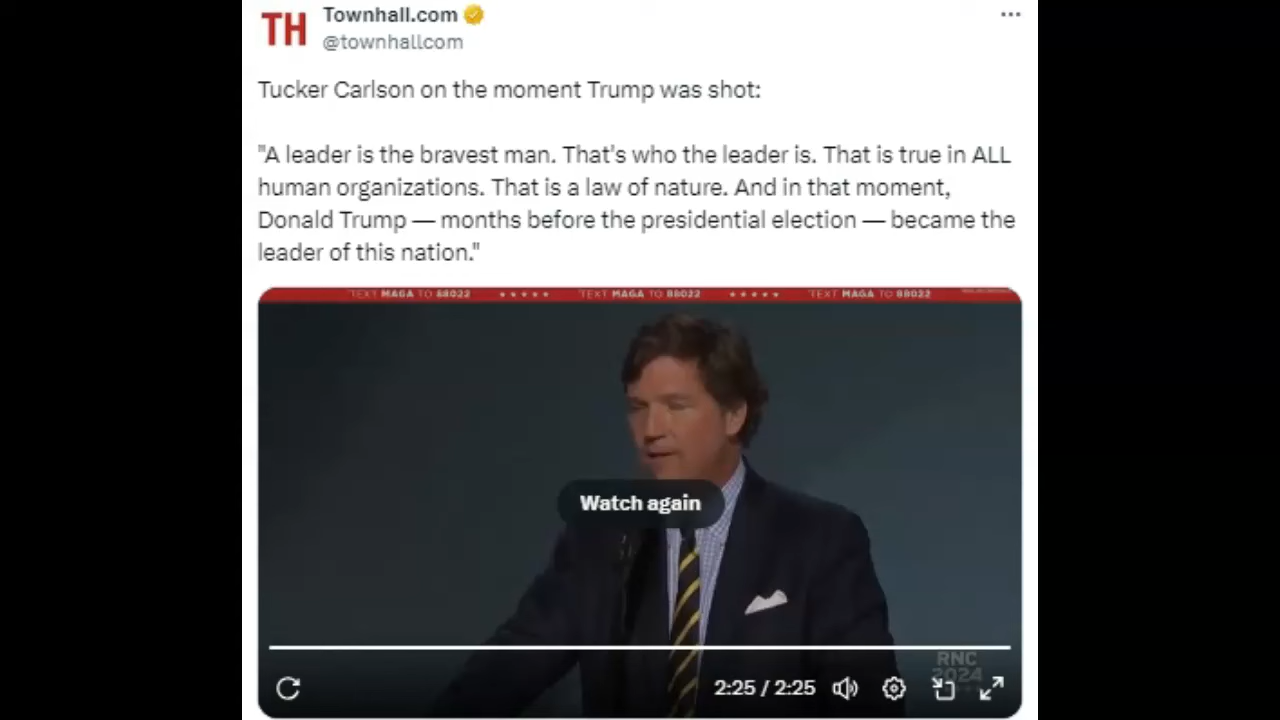 TH
Townhall.com
@townhallcom
Tucker Carlson on the moment Trump was shot:
"A leader is the bravest man. That's who the leader is. That is true in ALL
human organizations. That is a law of nature. And in that moment,
Donald Trump — months before the presidential election — became the
leader of this nation."
TEXT MAGA TO 88022 ★★★★★ TEXT MAGA TO 88022 ★★★★★ TEXT MAGA TO 88022
Watch again
RNC
2024
2:25 / 2:25